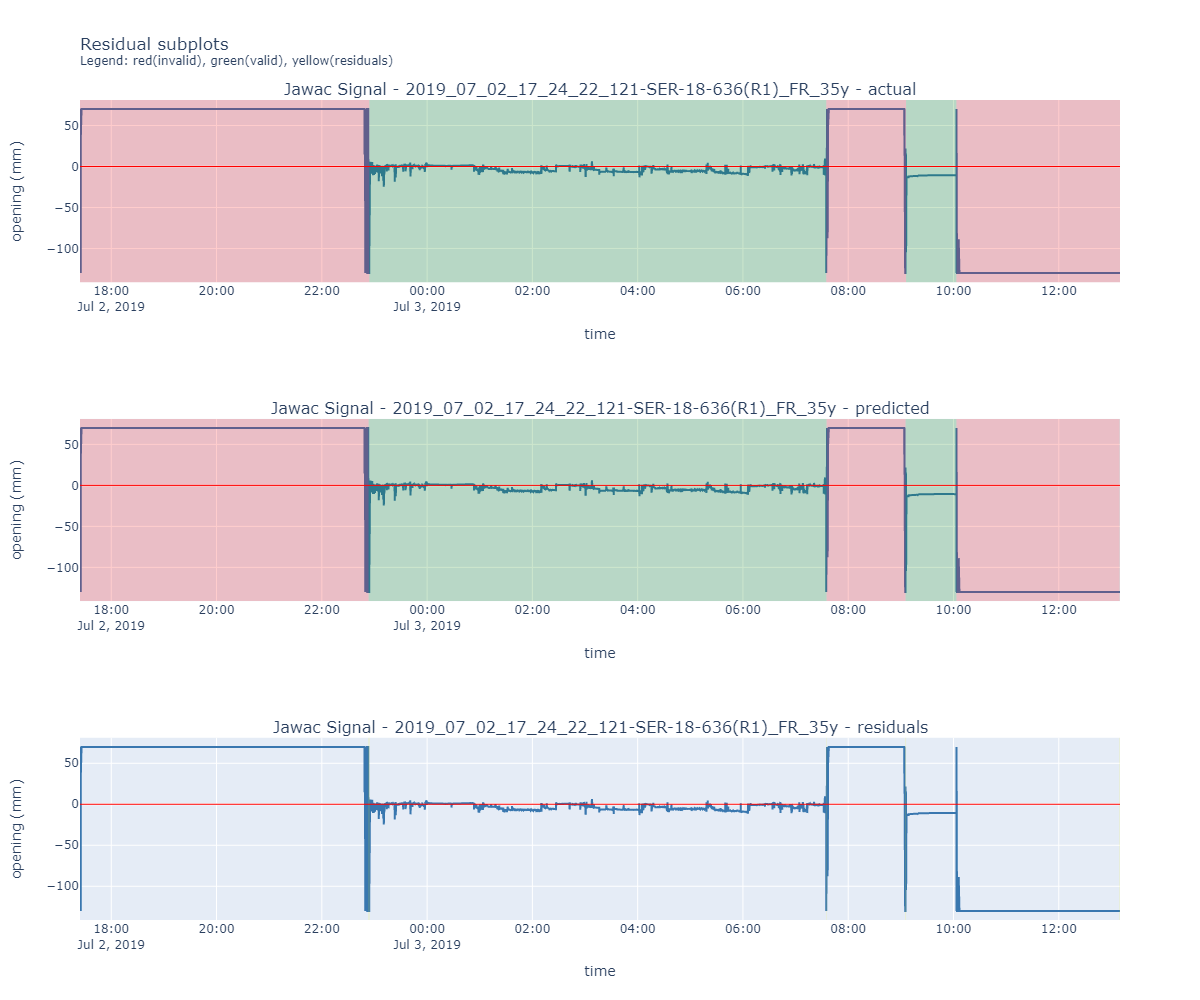 Residual subplots
Legend: red(invalid), green(valid), yellow(residuals)
Jawac Signal - 2019_07_02_17_24_22_121-SER-18-636(R1)_FR_35y - actual
opening (mm)
50
0
−50
−100
18:00 20:00 22:00 00:00 02:00 04:00 06:00 08:00 10:00 12:00
Jul 2, 2019 Jul 3, 2019
time
Jawac Signal - 2019_07_02_17_24_22_121-SER-18-636(R1)_FR_35y - predicted
opening (mm)
50
0
−50
−100
18:00 20:00 22:00 00:00 02:00 04:00 06:00 08:00 10:00 12:00
Jul 2, 2019 Jul 3, 2019
time
Jawac Signal - 2019_07_02_17_24_22_121-SER-18-636(R1)_FR_35y - residuals
opening (mm)
50
0
−50
−100
18:00 20:00 22:00 00:00 02:00 04:00 06:00 08:00 10:00 12:00
Jul 2, 2019 Jul 3, 2019
time